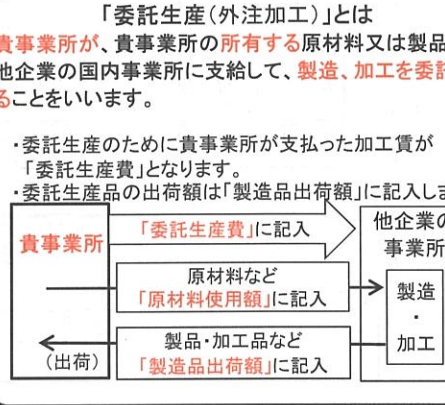 「委託生産(外注加工)」とは
貴事業所が、貴事業所の所有する原材料又は製品
他企業の国内事業所に支給して、製造、加工を委託
ることをいいます。
・委託生産のために貴事業所が支払った加工賃が
「委託生産費」となります。
・委託生産品の出荷額は「製造品出荷額」に記入しま
貴事業所
「委託生産費」に記入
他企業の
事業所
原材料など
「原材料使用額」に記入
製造
・
加工
製品・加工品など
「製造品出荷額」に記入
(出荷)